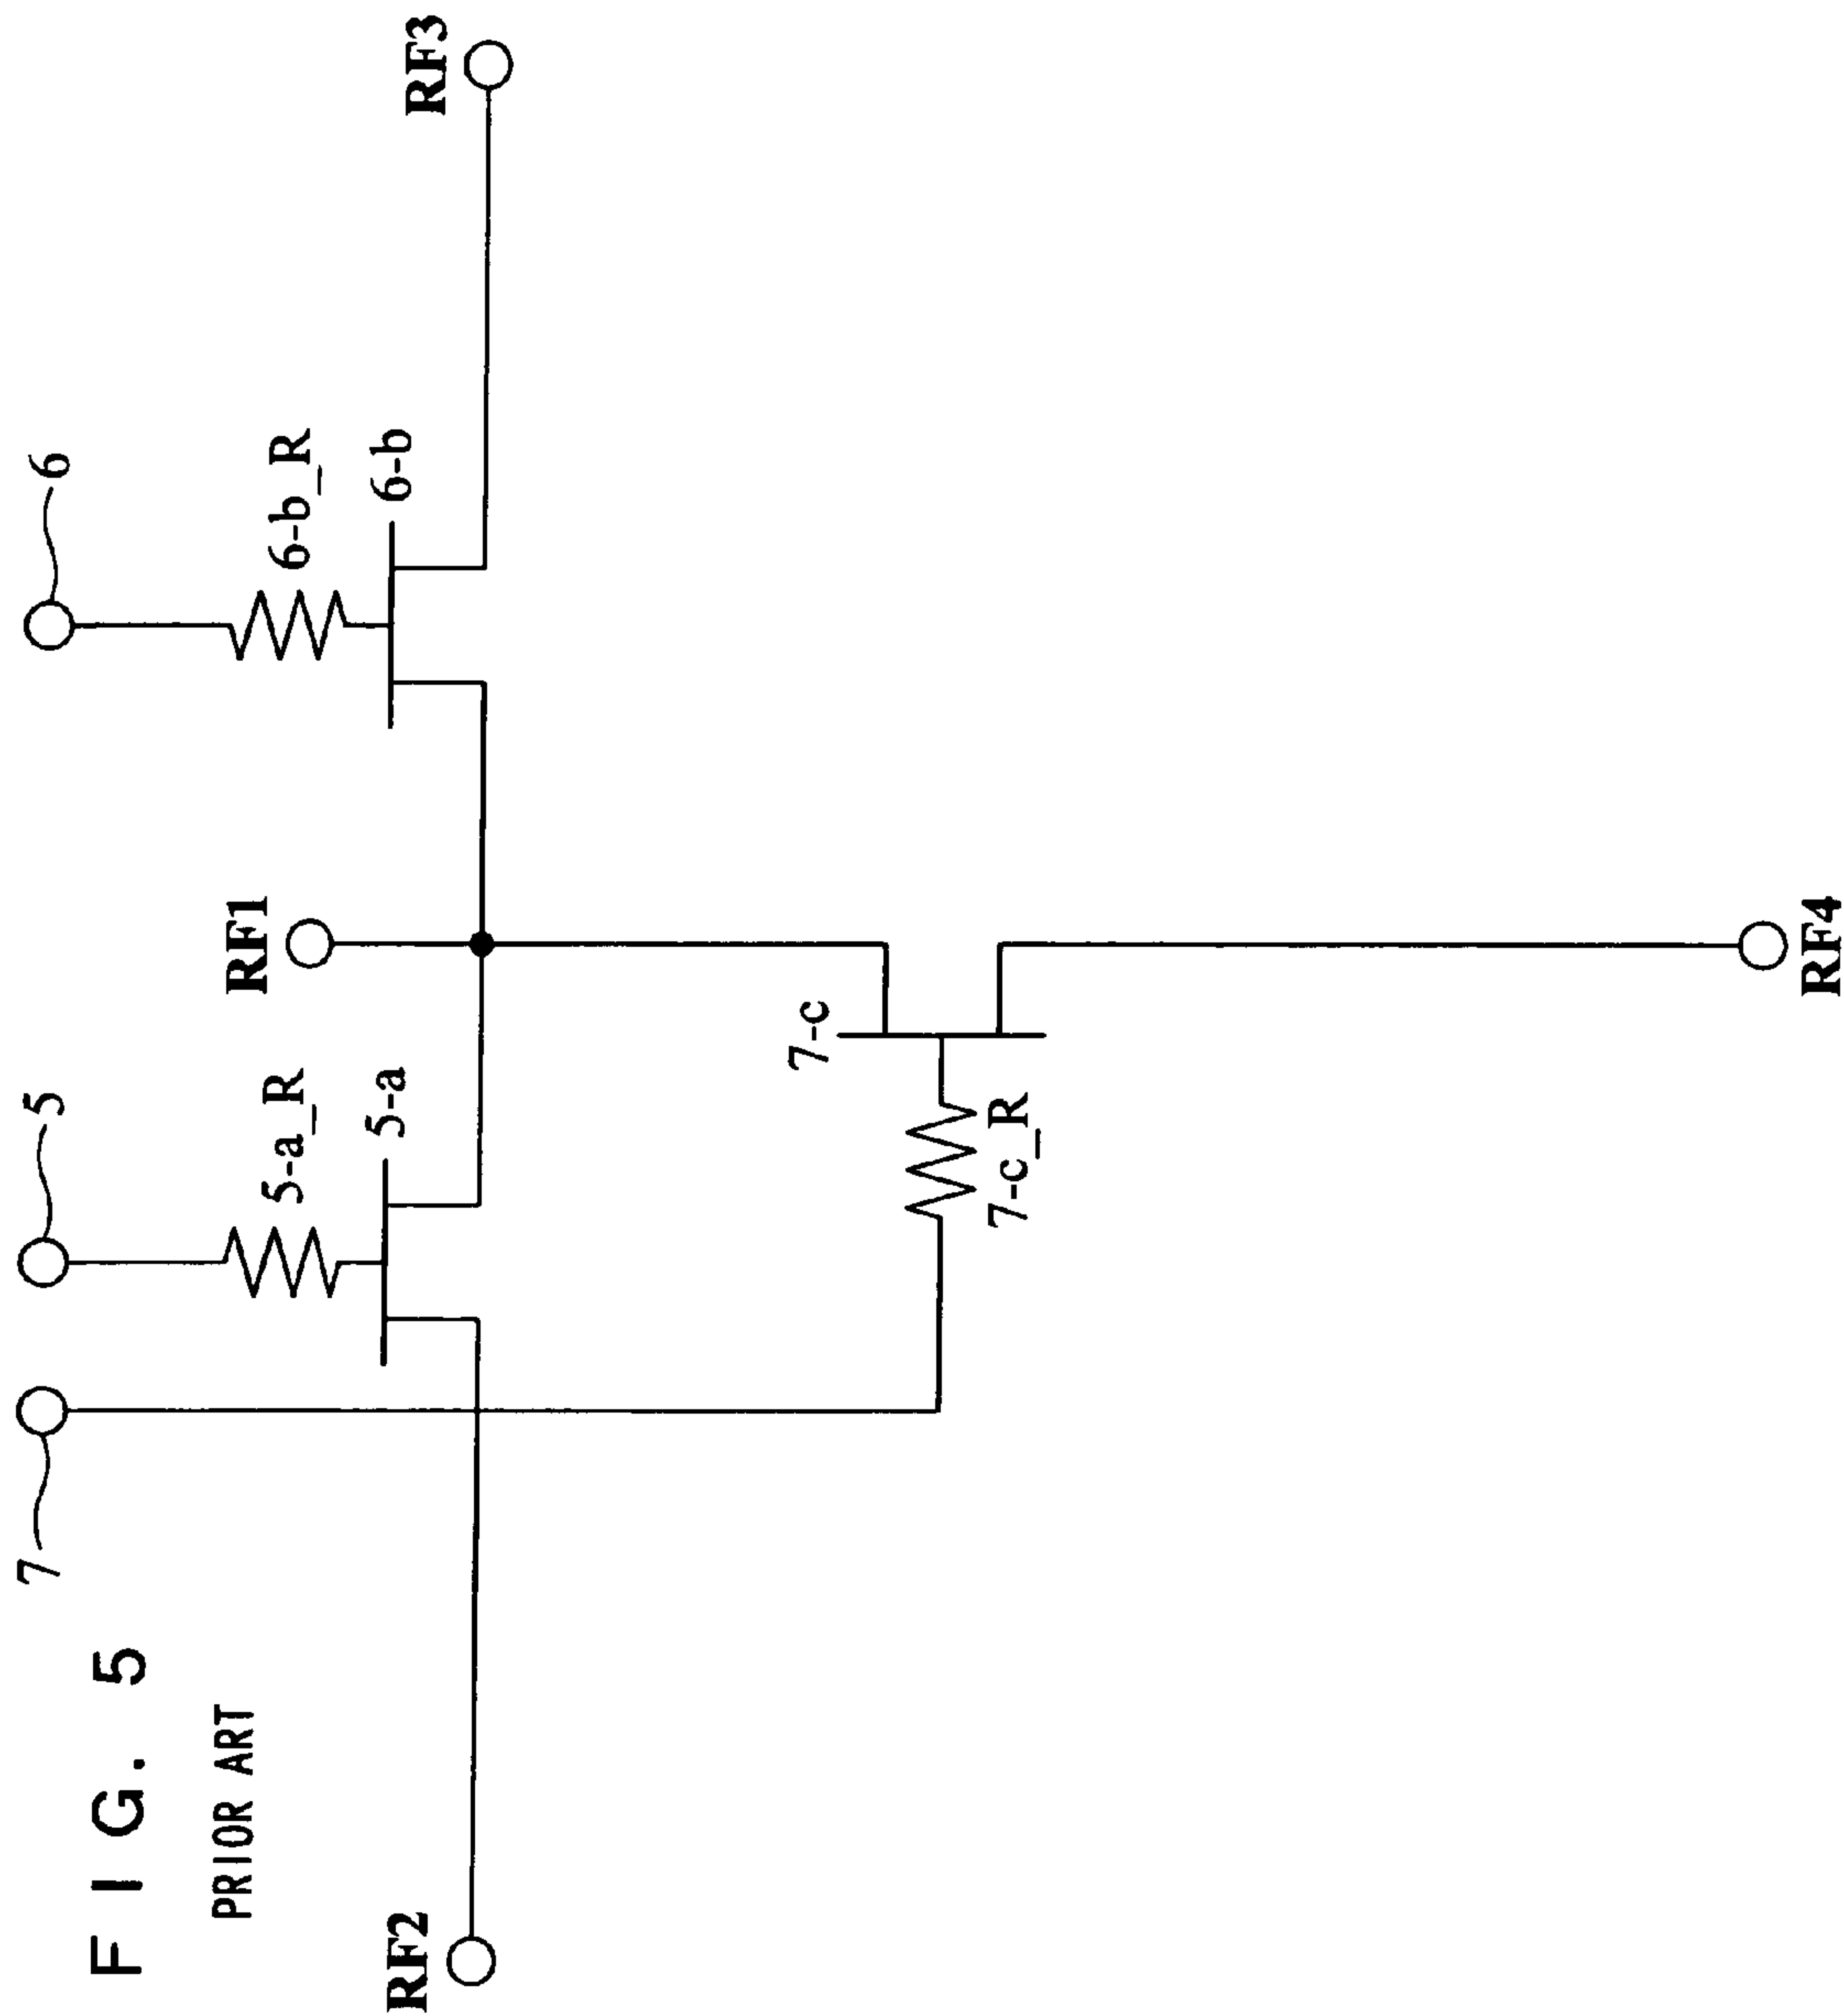 FIG. 5
PRIOR ART
7
5
6
5-a_R
6-b_R
RF1
5-a
6-b
RF2
RF3
7-c
7-c_R
RF4